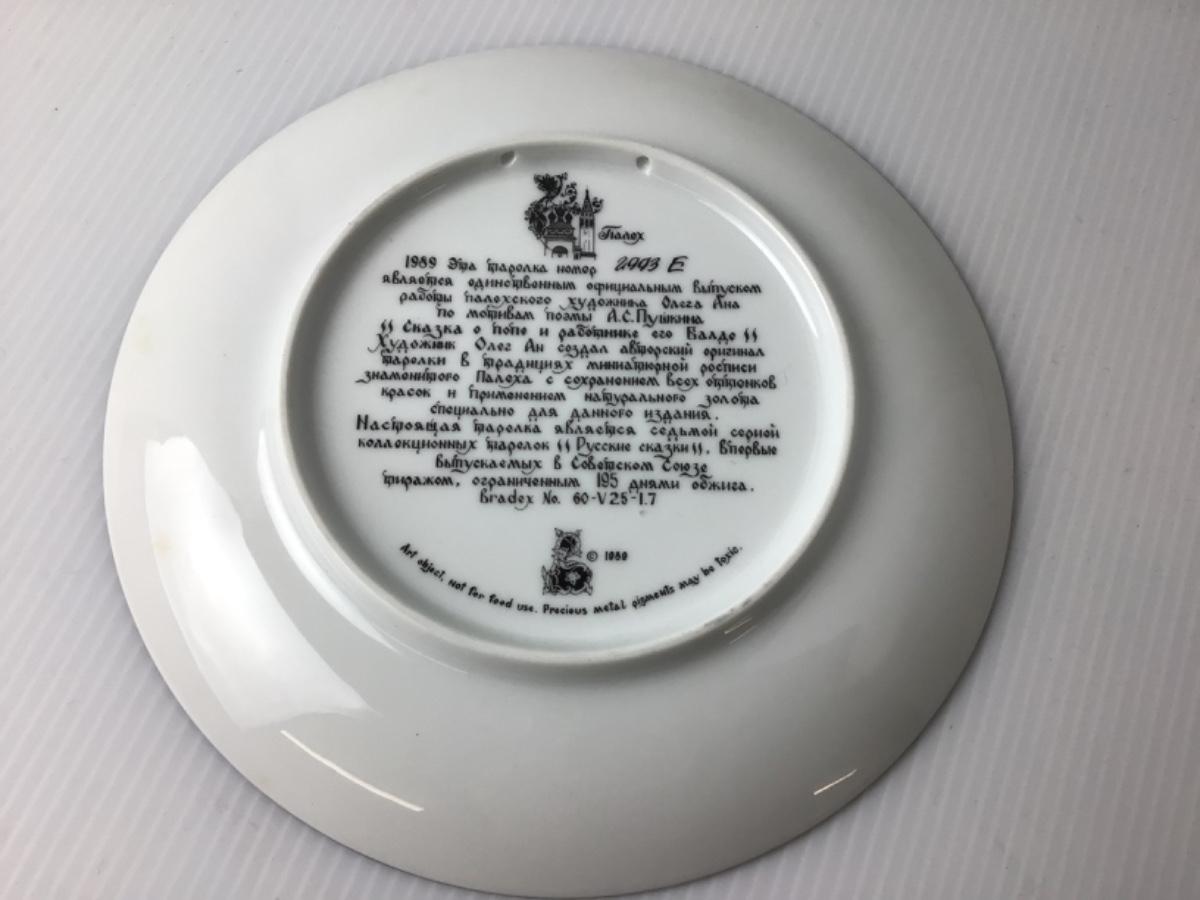 Палех
1989 Эта тарелка номер 2993 E
является единственным официальным выпуском
работы палехского художника Олега Ана
по мотивам поэмы А.С.Пушкина
"Сказка о попе и работнике его Балде"
Художник Олег Ан создал авторский оригинал
тарелки в традициях миниатюрной росписи
знаменитого Палеха с сохранением всех оттенков
красок и применением натурального золота
специально для данного издания.
Настоящая тарелка является седьмой серией
коллекционных тарелок "Русские сказки". Впервые
выпускаемых в Советском Союзе
тиражом, ограниченным 195 днями обжига.
Bradex No. 60-V25-1.7
© 1989
Art object, not for food use. Precious metal pigments may be toxic.